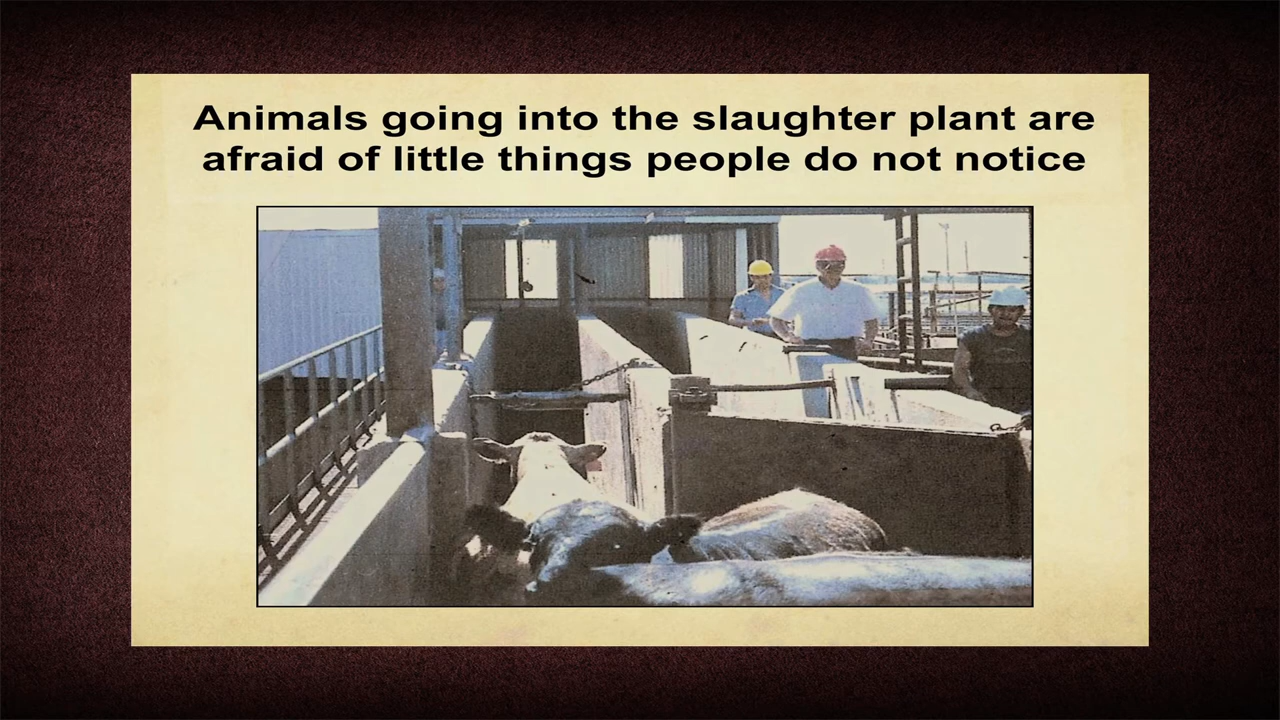 Animals going into the slaughter plant are
afraid of little things people do not notice